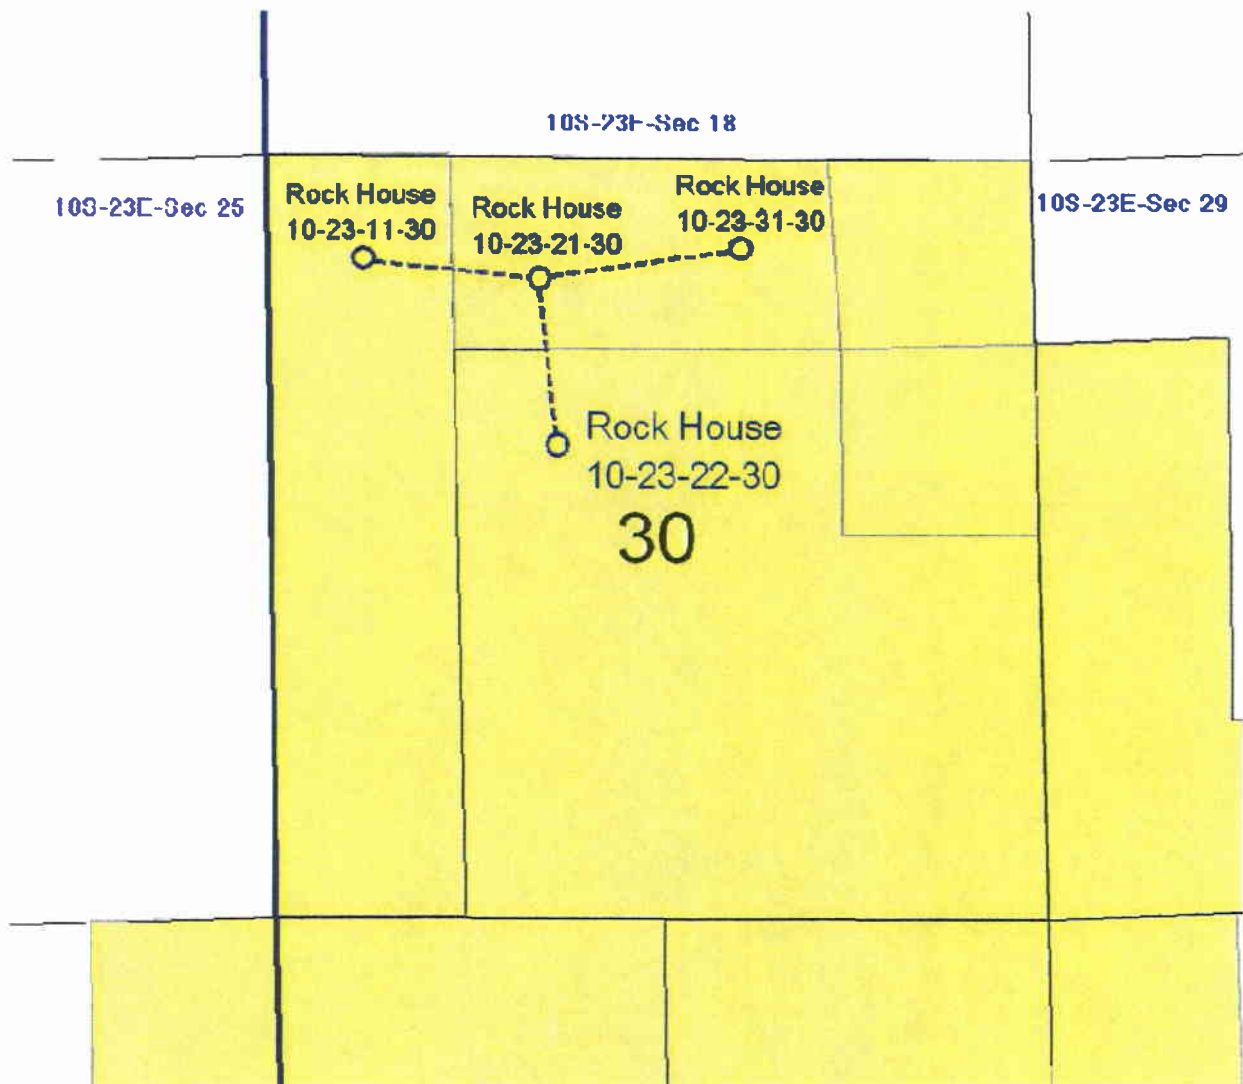 10S-23E-Sec 18
10S-23E-Sec 25
Rock House
10-23-11-30
Rock House
10-23-21-30
Rock House
10-23-31-30
10S-23E-Sec 29
Rock House
10-23-22-30
30